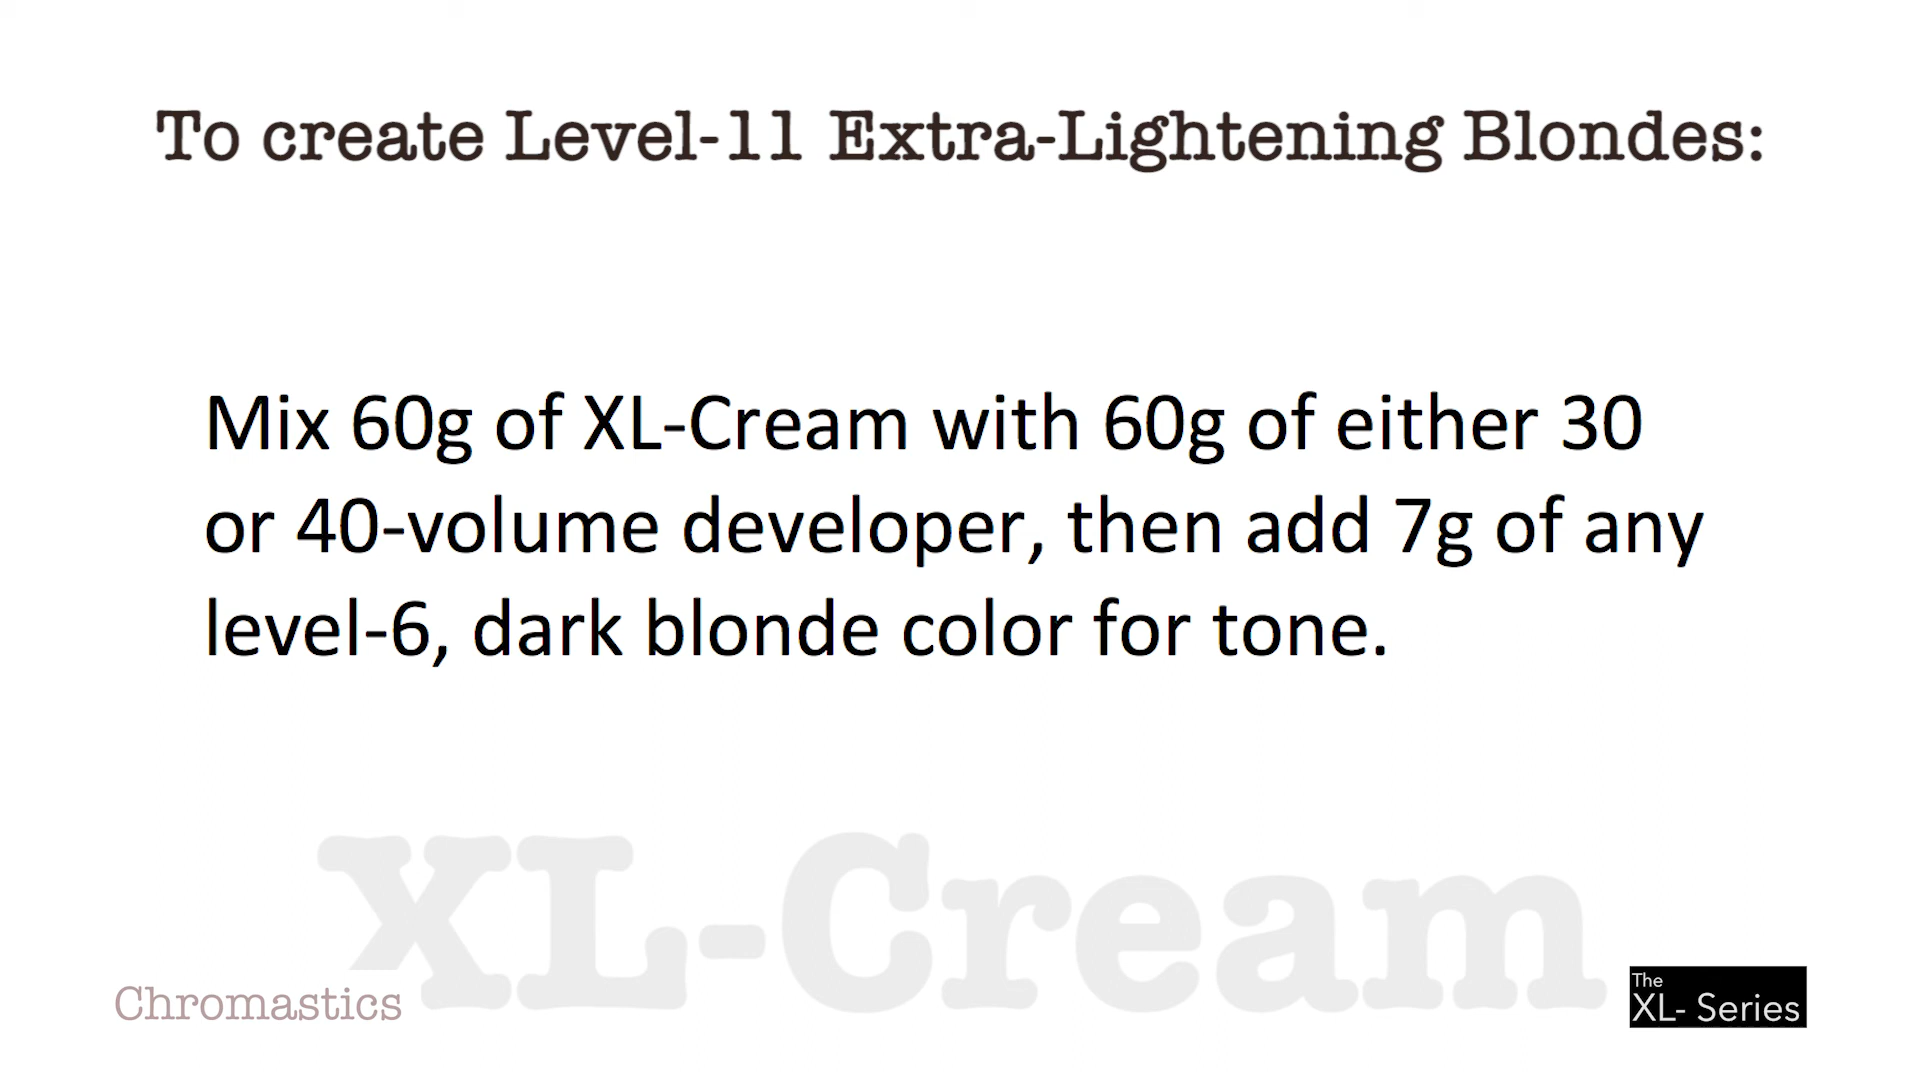 To create Level-11 Extra-Lightening Blondes:
Mix 60g of XL-Cream with 60g of either 30
or 40-volume developer, then add 7g of any
level-6, dark blonde color for tone.
XL-Cream
Chromastics
The
XL- Series